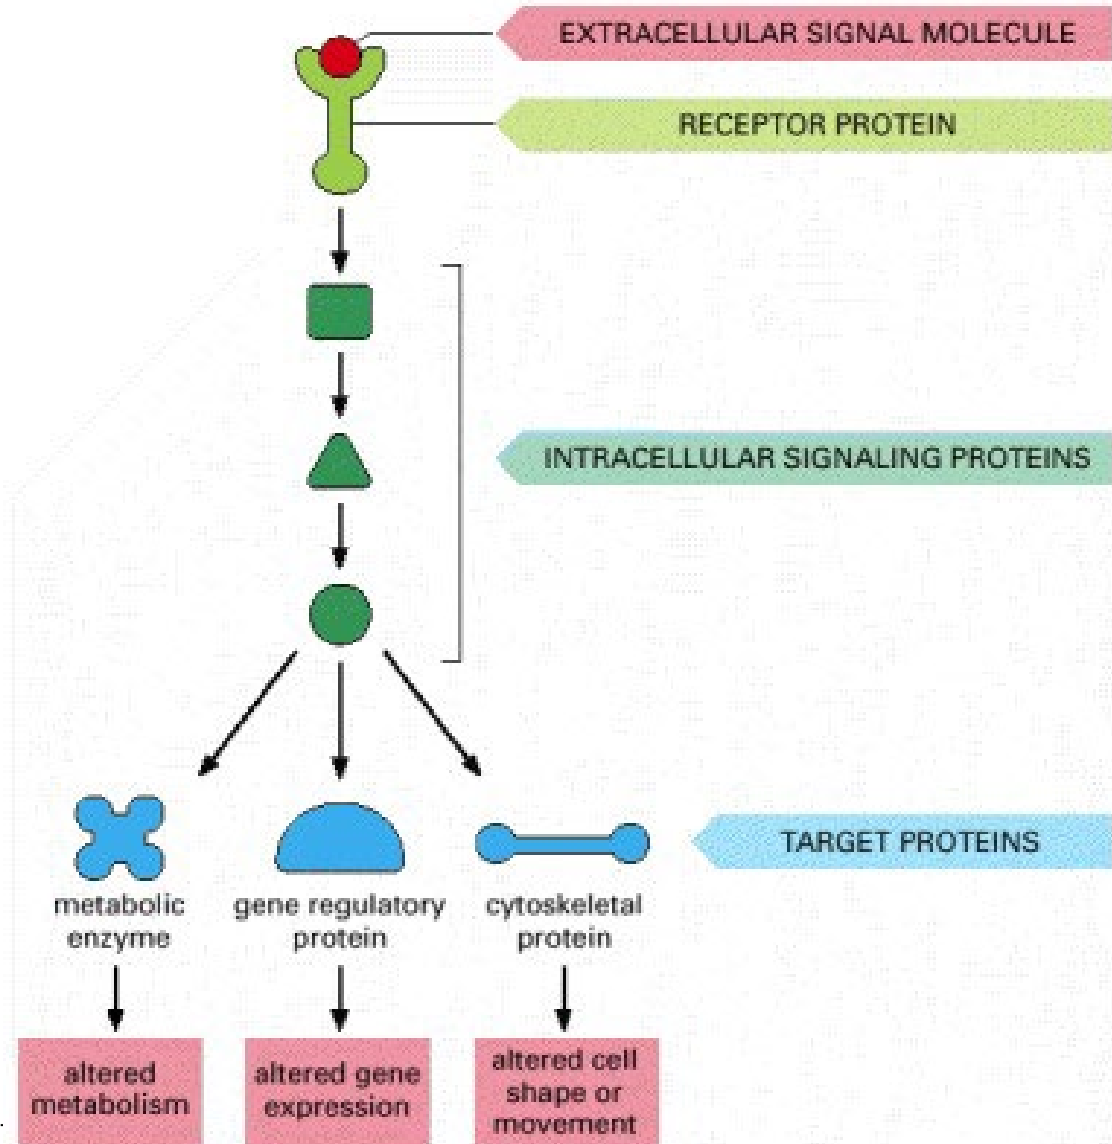 EXTRACELLULAR SIGNAL MOLECULE
RECEPTOR PROTEIN
INTRACELLULAR SIGNALING PROTEINS
TARGET PROTEINS
metabolic
enzyme
gene regulatory
protein
cytoskeletal
protein
altered
metabolism
altered gene
expression
altered cell
shape or
movement